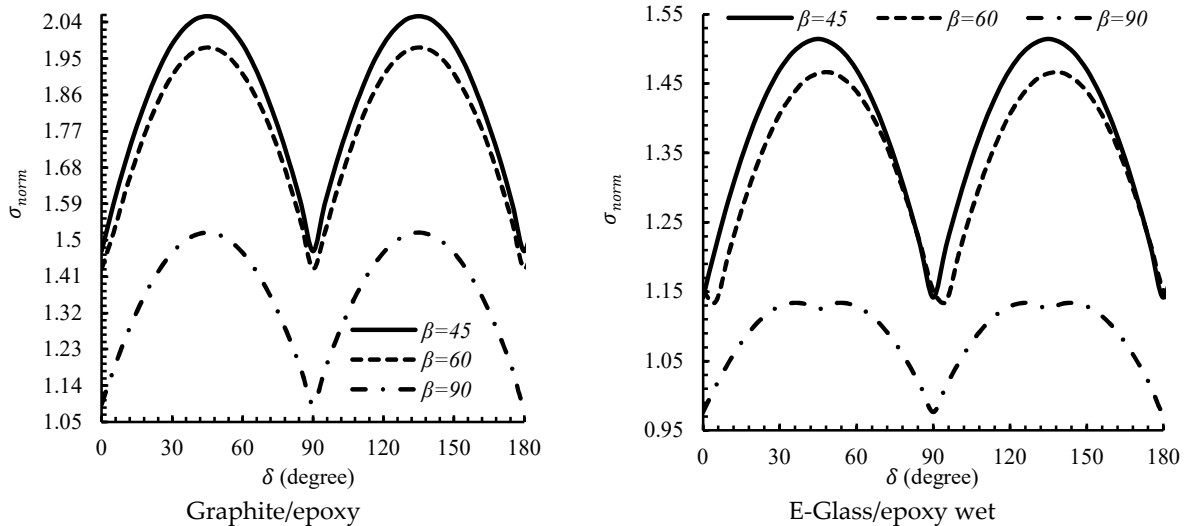 2.04
1.95
1.86
1.77
1.68
1.59
1.5
1.41
1.32
1.23
1.14
1.05
σnorm
β=45
β=60
β=90
0 30 60 90 120 150 180
δ (degree)
Graphite/epoxy
β=45 β=60 β=90
1.55
1.45
1.35
1.25
1.15
1.05
0.95
σnorm
0 30 60 90 120 150 180
δ (degree)
E-Glass/epoxy wet